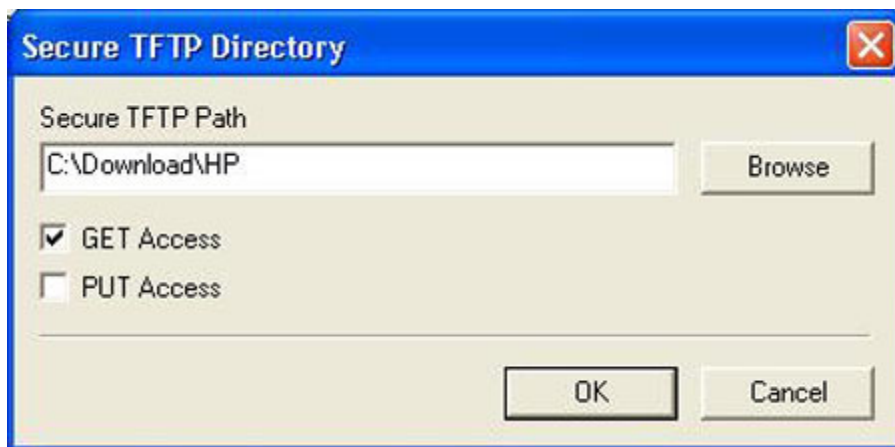 Secure TFTP Directory
Secure TFTP Path
C:\Download\HP
Browse
GET Access
PUT Access
OK
Cancel